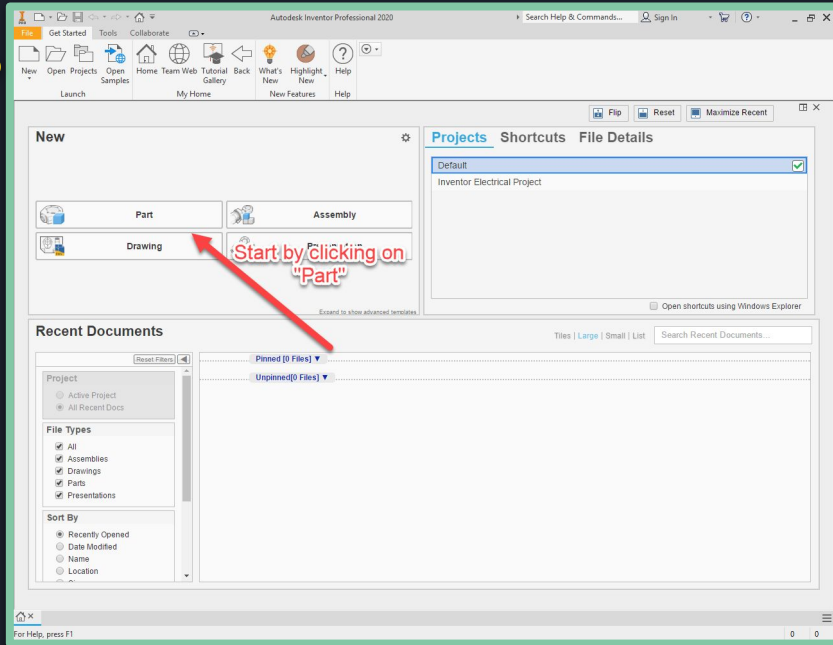 Autodesk Inventor Professional 2020
Search Help & Commands...
Sign In
File
Get Started
Tools
Collaborate
New
Open
Projects
Open Samples
Home
Team Web
Tutorial Gallery
Back
What's New
Highlight New
Help
Launch
My Home
New Features
Help
Flip
Reset
Maximize Recent
New
Part
Assembly
Drawing
Start by clicking on
"Part"
Expand to show advanced templates
Projects
Shortcuts
File Details
Default
Inventor Electrical Project
Open shortcuts using Windows Explorer
Recent Documents
Tiles | Large | Small | List
Search Recent Documents...
Reset Filters
Pinned [0 Files]
Unpinned[0 Files]
Project
Active Project
All Recent Docs
File Types
All
Assemblies
Drawings
Parts
Presentations
Sort By
Recently Opened
Date Modified
Name
Location
For Help, press F1
0 0